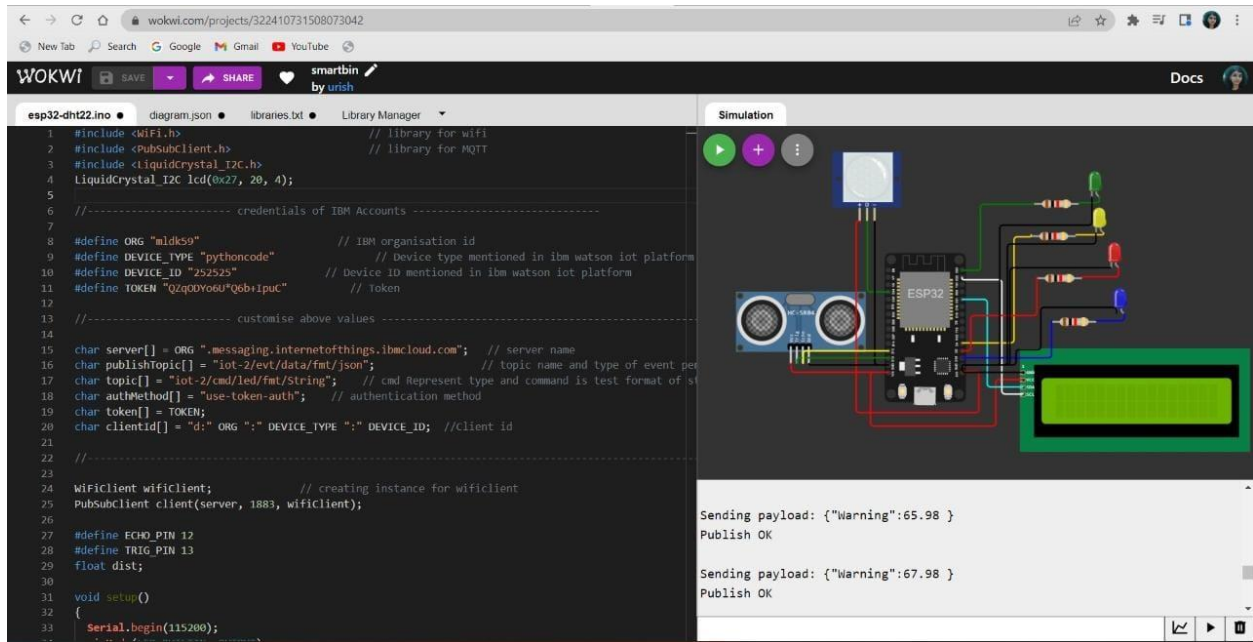 wokwi.com/projects/322410731508073042
New Tab Search Google Gmail YouTube
WOKWI SAVE SHARE smartbin
by urish
Docs
esp32-dht22.ino ● diagram.json ● libraries.txt ● Library Manager
Simulation
1 #include <WiFi.h> // library for wifi
2 #include <PubSubClient.h> // library for MQTT
3 #include <LiquidCrystal_I2C.h>
4 LiquidCrystal_I2C lcd(0x27, 20, 4);
5
6 //----------------------- credentials of IBM Accounts ------------------------------
7
8 #define ORG "mldk59" // IBM organisation id
9 #define DEVICE_TYPE "pythoncode" // Device type mentioned in ibm watson iot platform
10 #define DEVICE_ID "252525" // Device ID mentioned in ibm watson iot platform
11 #define TOKEN "QZqODYo6U*Q6b+IpuC" // Token
12
13 //----------------------- customise above values -----------------------
14
15 char server[] = ORG ".messaging.internetofthings.ibmcloud.com"; // server name
16 char publishTopic[] = "iot-2/evt/data/fmt/json"; // topic name and type of event per
17 char topic[] = "iot-2/cmd/led/fmt/String"; // cmd Represent type and command is test format of st
18 char authMethod[] = "use-token-auth"; // authentication method
19 char token[] = TOKEN;
20 char clientId[] = "d:" ORG ":" DEVICE_TYPE ":" DEVICE_ID; //Client id
21
22 //-----------------------------------------------------------------------
23
24 WiFiClient wifiClient; // creating instance for wificlient
25 PubSubClient client(server, 1883, wifiClient);
26
27 #define ECHO_PIN 12
28 #define TRIG_PIN 13
29 float dist;
30
31 void setup()
32 {
33 Serial.begin(115200);
HC-SR04
ESP32
Sending payload: {"Warning":65.98 }
Publish OK
Sending payload: {"Warning":67.98 }
Publish OK